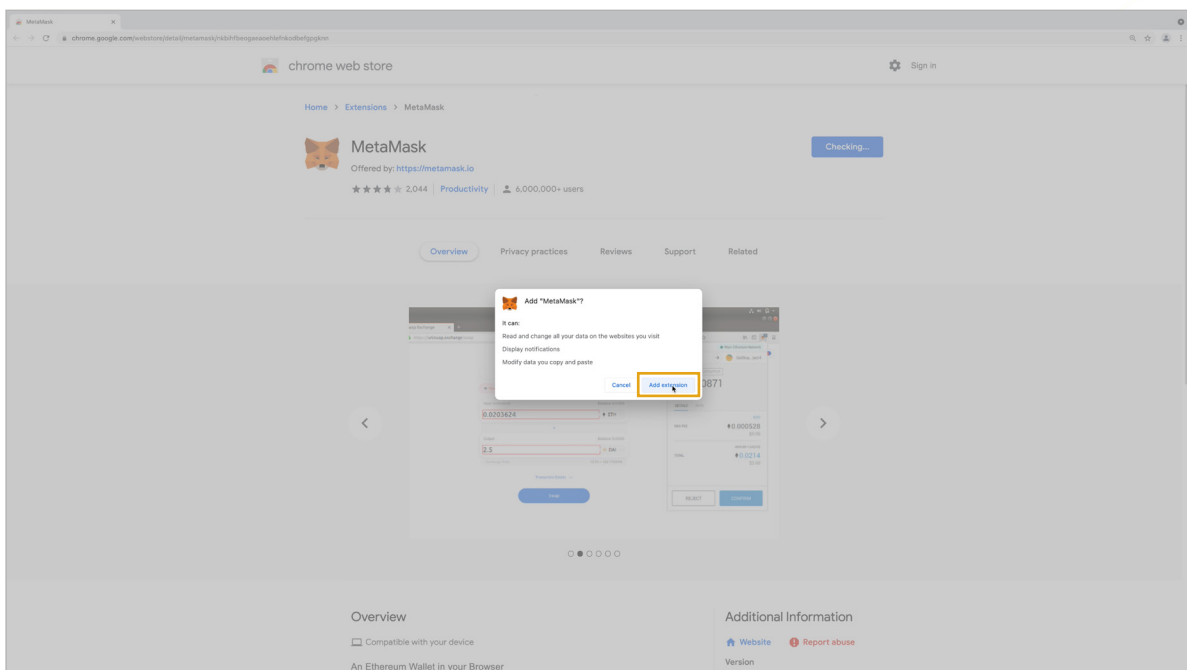 MetaMask
chrome.google.com/webstore/detail/metamask/nkbihfbeogaeaoehlefnkodbefgpgknn
chrome web store
Sign in
Home > Extensions > MetaMask
MetaMask
Checking...
Offered by: https://metamask.io
2,044 Productivity 6,000,000+ users
Overview Privacy practices Reviews Support Related
Add "MetaMask"?
It can:
Read and change all your data on the websites you visit
Display notifications
Modify data you copy and paste
Cancel Add extension
0871
0.0203624
ETH
0.000528
2.5
0.0214
REJECT
CONFIRM
Overview
Additional Information
Compatible with your device
Website Report abuse
An Ethereum Wallet in your Browser
Version